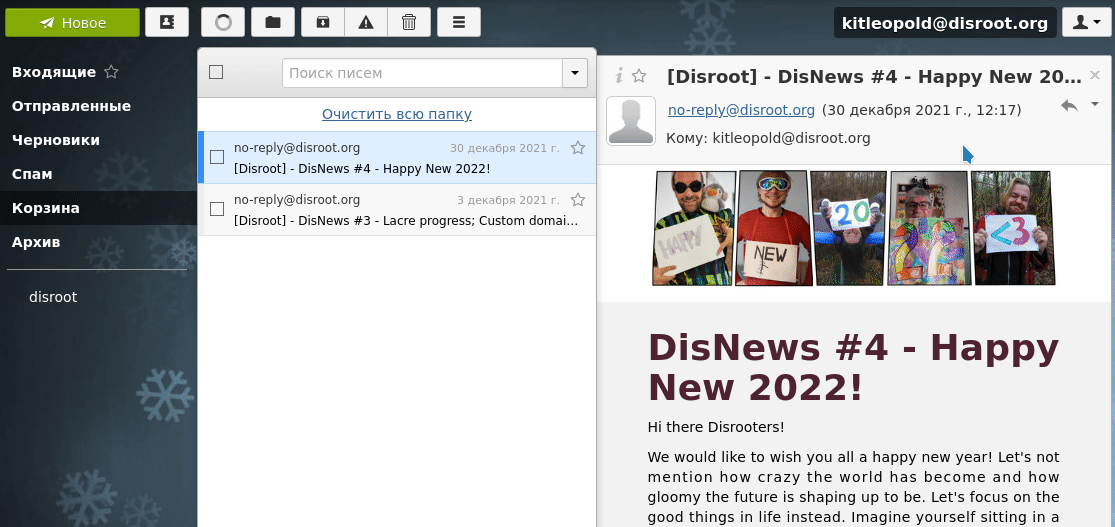 Новое
kitleopold@disroot.org
Входящие
Отправленные
Черновики
Спам
Корзина
Архив
disroot
Поиск писем
Очистить всю папку
no-reply@disroot.org 30 декабря 2021 г.
[Disroot] - DisNews #4 - Happy New 2022!
no-reply@disroot.org 3 декабря 2021 г.
[Disroot] - DisNews #3 - Lacre progress; Custom domai...
[Disroot] - DisNews #4 - Happy New 20...
no-reply@disroot.org (30 декабря 2021 г., 12:17)
Кому: kitleopold@disroot.org
HAPPY NEW 20 22 <3
DisNews #4 - Happy
New 2022!
Hi there Disrooters!
We would like to wish you all a happy new year! Let's not
mention how crazy the world has become and how
gloomy the future is shaping up to be. Let's focus on the
good things in life instead. Imagine yourself sitting in a